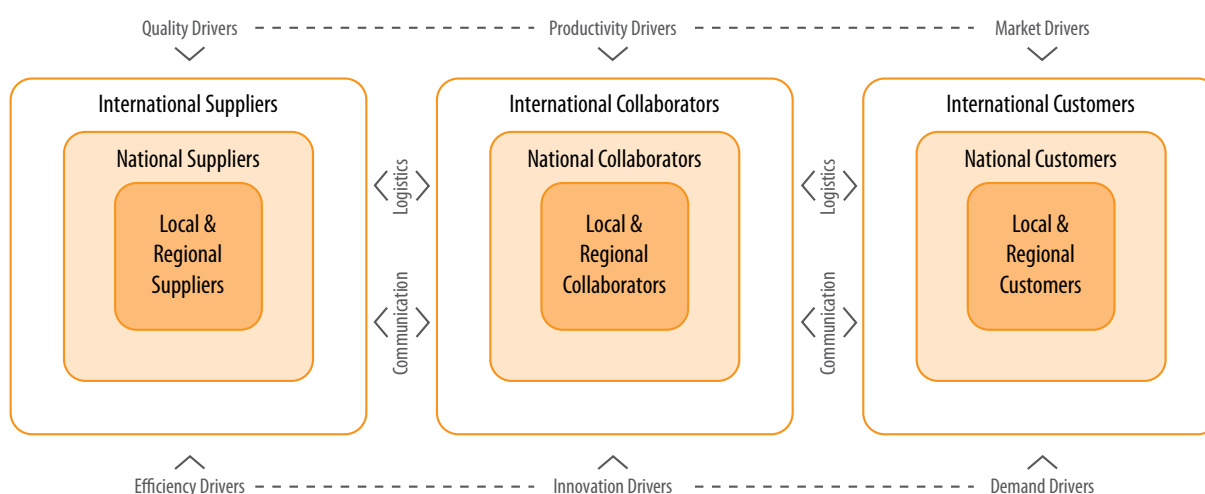 Quality Drivers
Productivity Drivers
Market Drivers
International Suppliers
International Collaborators
International Customers
National Suppliers
National Collaborators
National Customers
Local &
Regional
Suppliers
Logistics
Communication
Local &
Regional
Collaborators
Logistics
Communication
Local &
Regional
Customers
Efficiency Drivers
Innovation Drivers
Demand Drivers